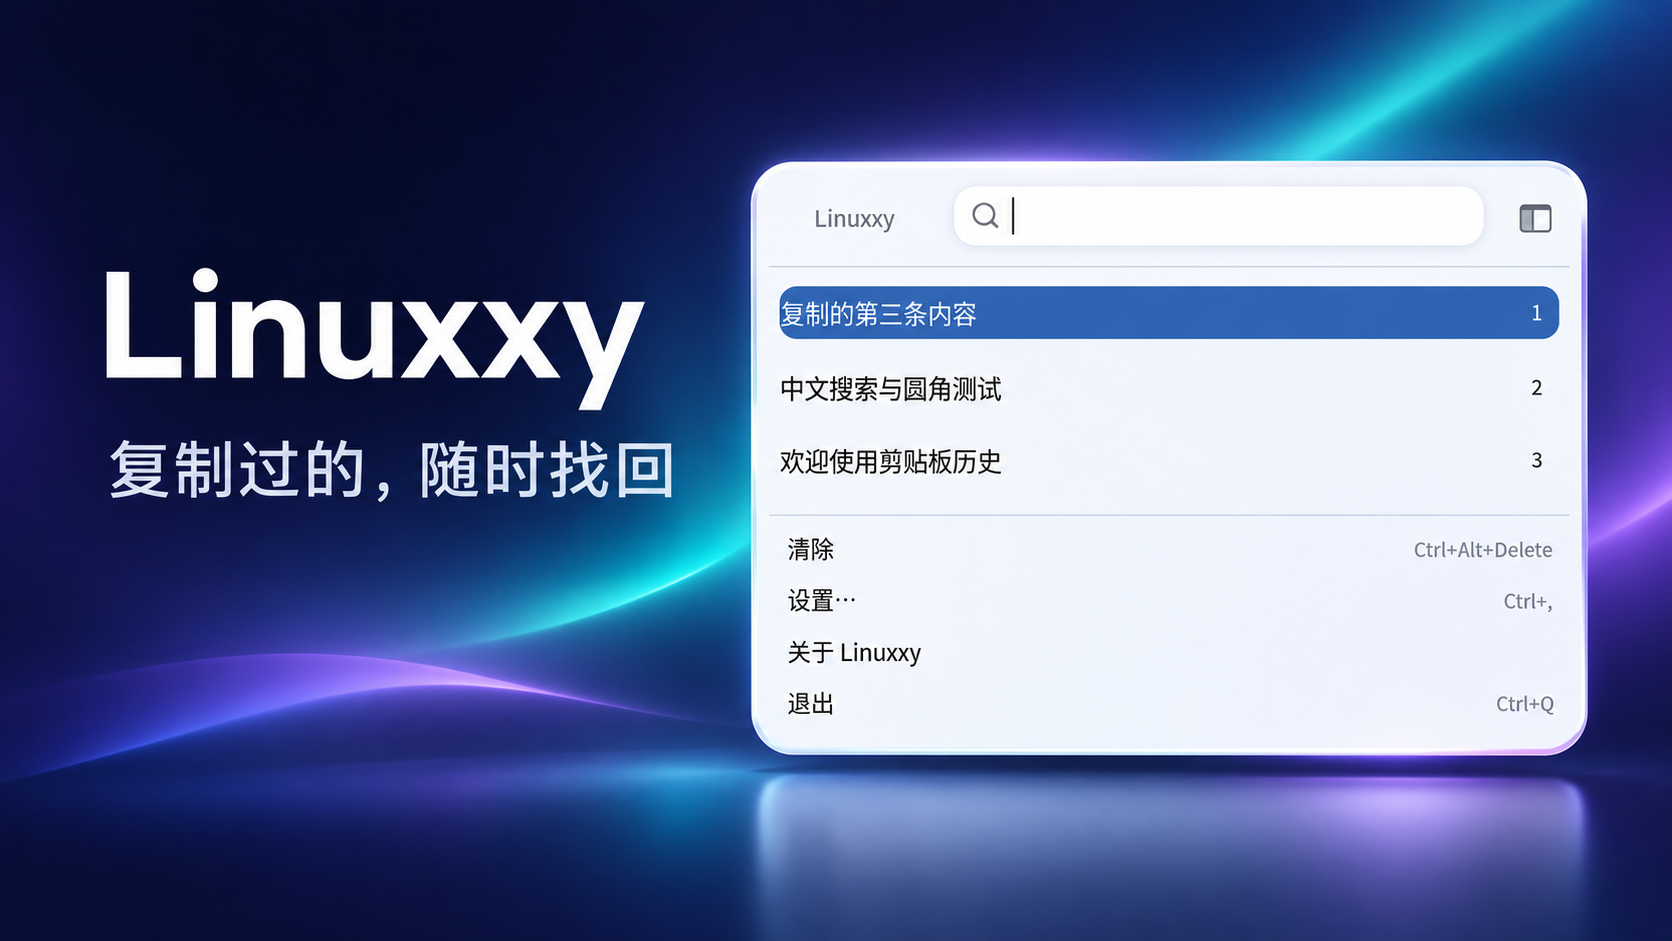 Linuxxy
复制过的，随时找回
Linuxxy
复制的第三条内容 1
中文搜索与圆角测试 2
欢迎使用剪贴板历史 3
清除 Ctrl+Alt+Delete
设置… Ctrl+,
关于 Linuxxy
退出 Ctrl+Q